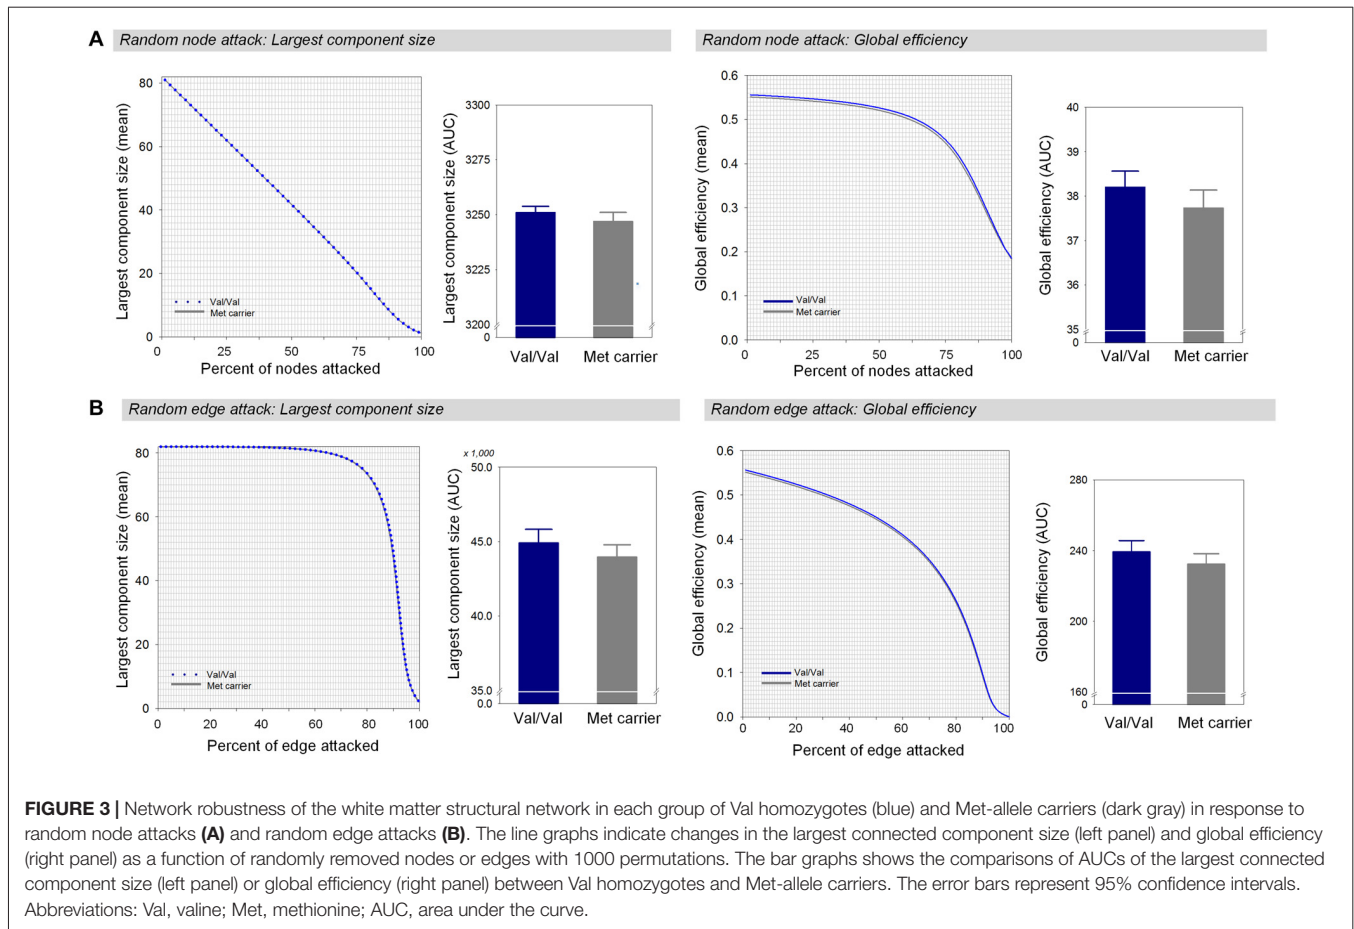 A Random node attack: Largest component size
Random node attack: Global efficiency
Largest component size (mean)
80
60
40
20
0
Val/Val
Met carrier
0 25 50 75 100
Percent of nodes attacked
Largest component size (AUC)
3300
3275
3250
3225
3200
0
Val/Val Met carrier
Global efficiency (mean)
0.6
0.5
0.4
0.3
0.2
0.1
0.0
Val/Val
Met carrier
0 25 50 75 100
Percent of nodes attacked
Global efficiency (AUC)
40
39
38
37
36
35
0
Val/Val Met carrier
B Random edge attack: Largest component size
Random edge attack: Global efficiency
Largest component size (mean)
80
60
40
20
0
Val/Val
Met carrier
0 20 40 60 80 100
Percent of edge attacked
Largest component size (AUC)
x 1,000
50.0
45.0
40.0
35.0
0.0
Val/Val Met carrier
Global efficiency (mean)
0.6
0.5
0.4
0.3
0.2
0.1
0.0
Val/Val
Met carrier
0 20 40 60 80 100
Percent of edge attacked
Global efficiency (AUC)
280
240
200
160
0
Val/Val Met carrier
FIGURE 3 | Network robustness of the white matter structural network in each group of Val homozygotes (blue) and Met-allele carriers (dark gray) in response to
random node attacks (A) and random edge attacks (B). The line graphs indicate changes in the largest connected component size (left panel) and global efficiency
(right panel) as a function of randomly removed nodes or edges with 1000 permutations. The bar graphs shows the comparisons of AUCs of the largest connected
component size (left panel) or global efficiency (right panel) between Val homozygotes and Met-allele carriers. The error bars represent 95% confidence intervals.
Abbreviations: Val, valine; Met, methionine; AUC, area under the curve.